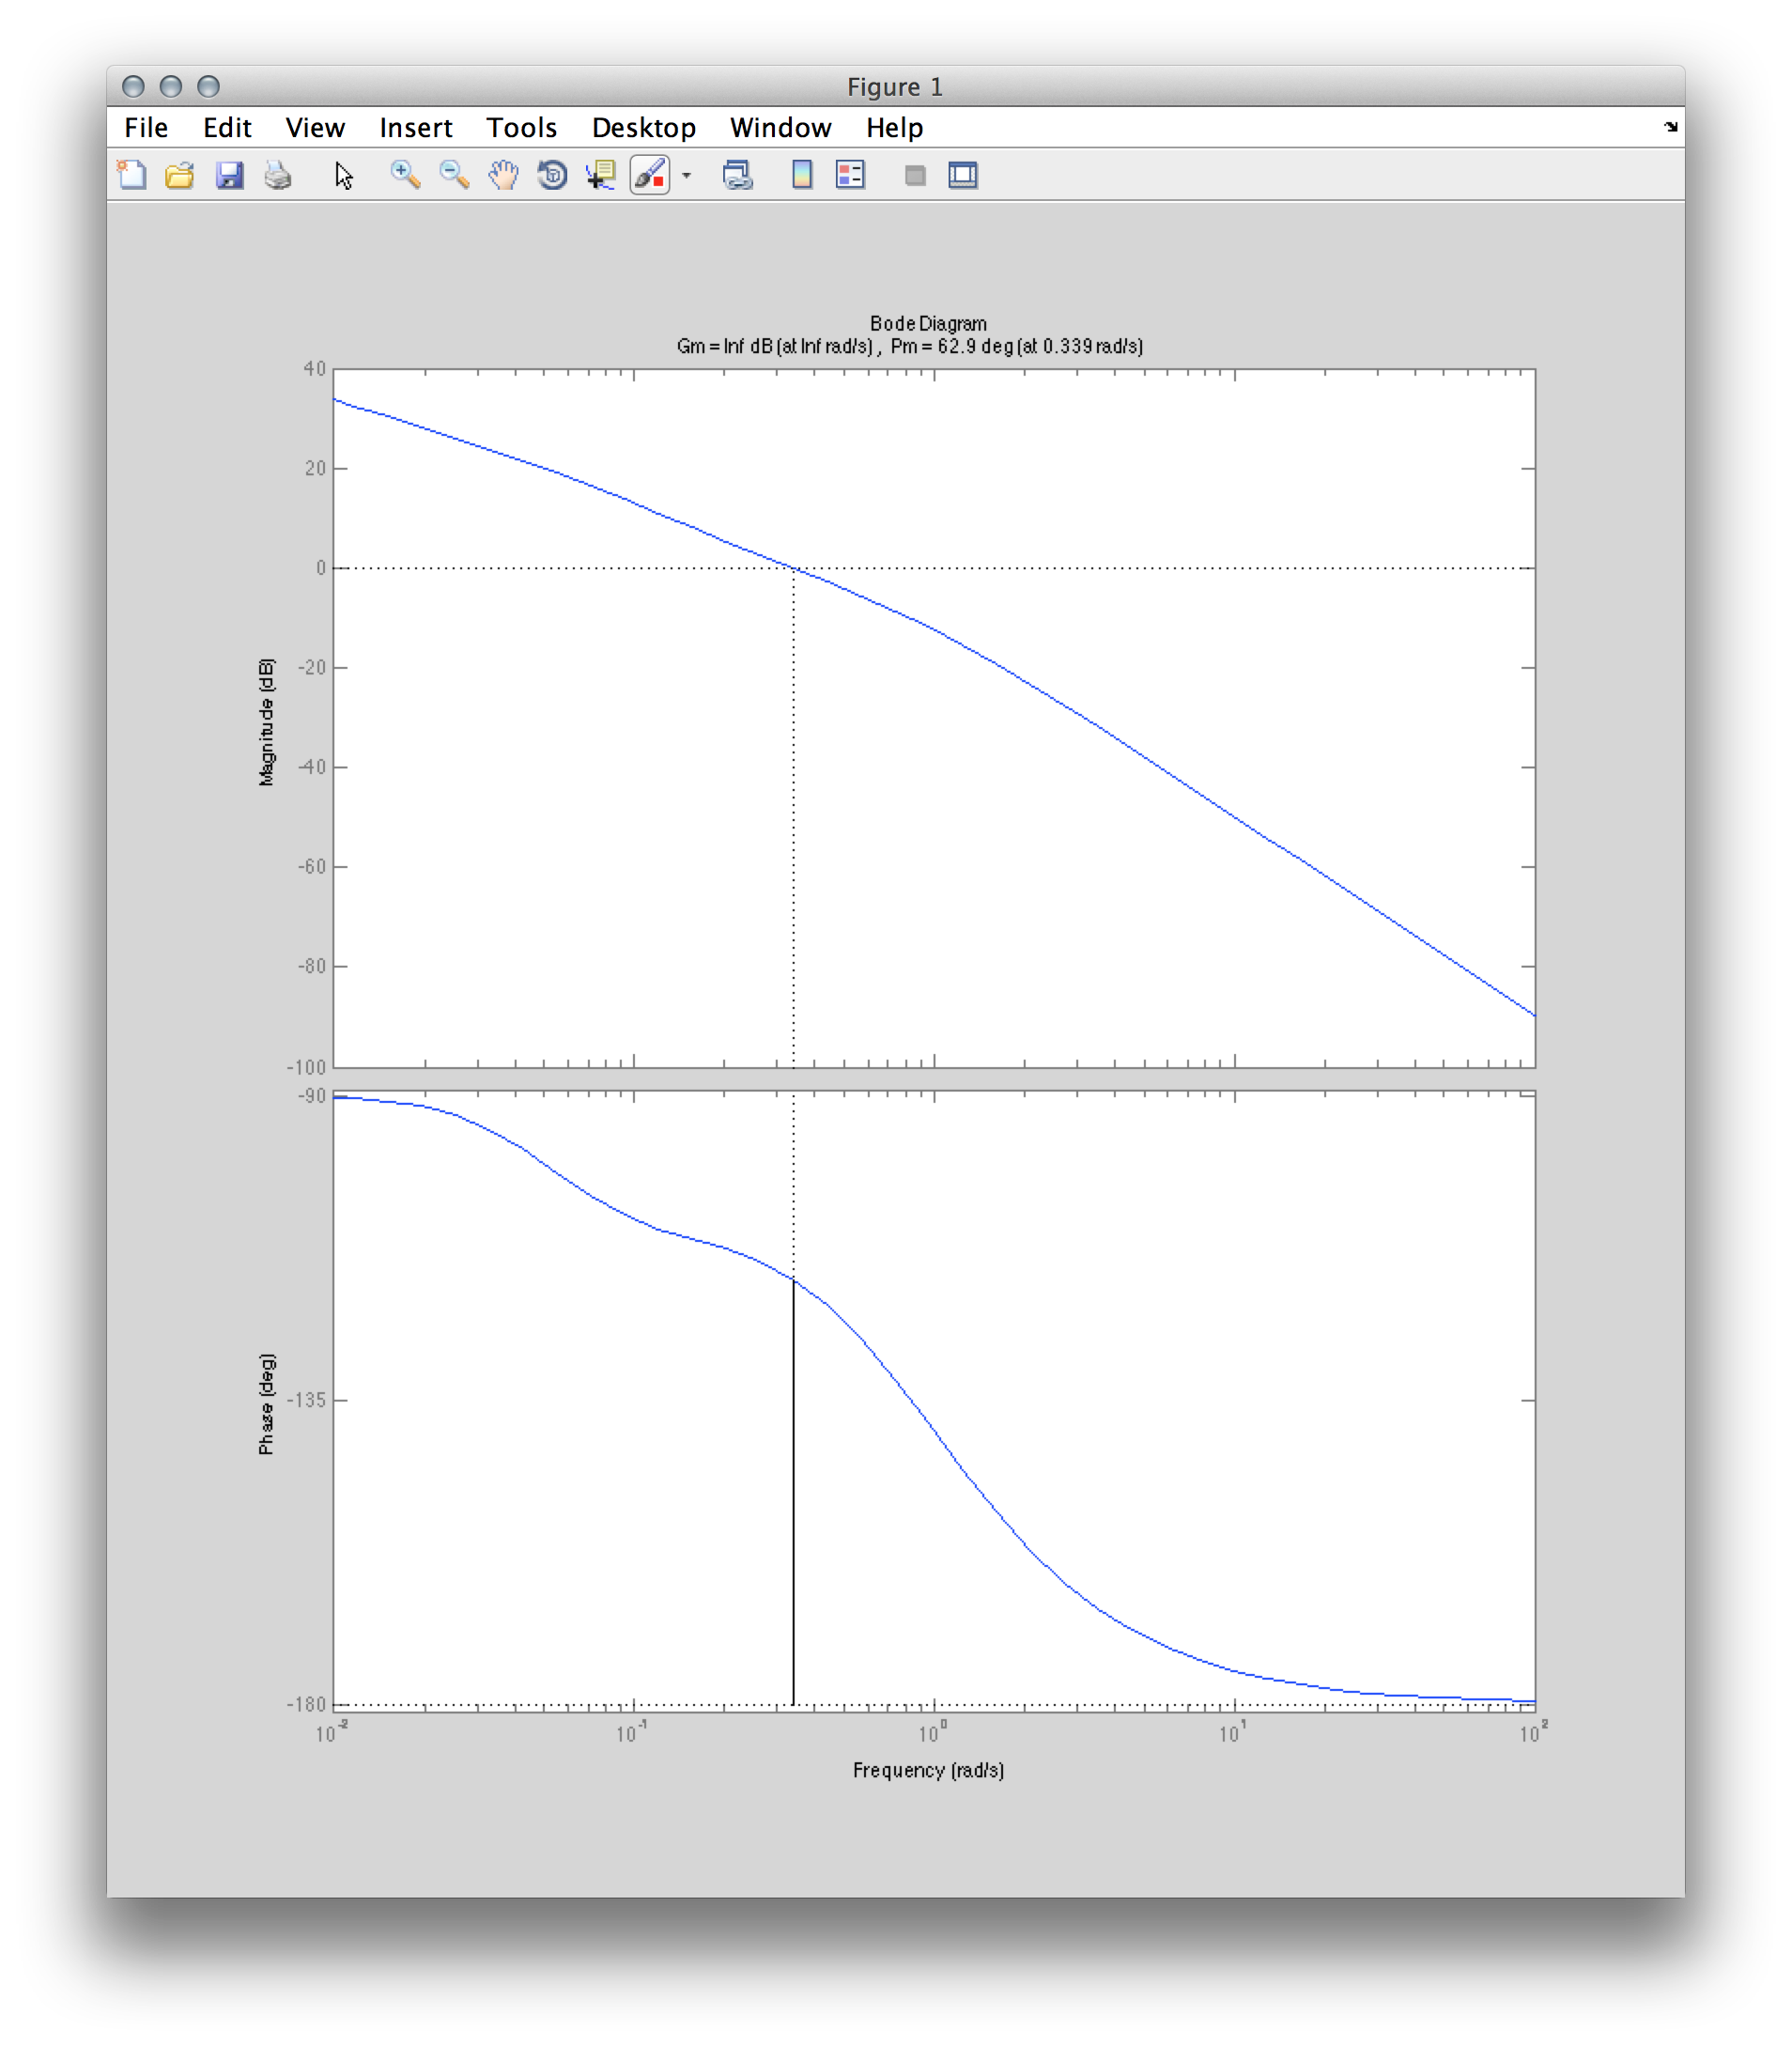 Figure 1
File Edit View Insert Tools Desktop Window Help
Bode Diagram
Gm = Inf dB (at Inf rad/s) , Pm = 62.9 deg (at 0.339 rad/s)
40
20
0
-20
-40
-60
-80
-100
Magnitude (dB)
-90
-135
-180
Phase (deg)
10^-2 10^-1 10^0 10^1 10^2
Frequency (rad/s)